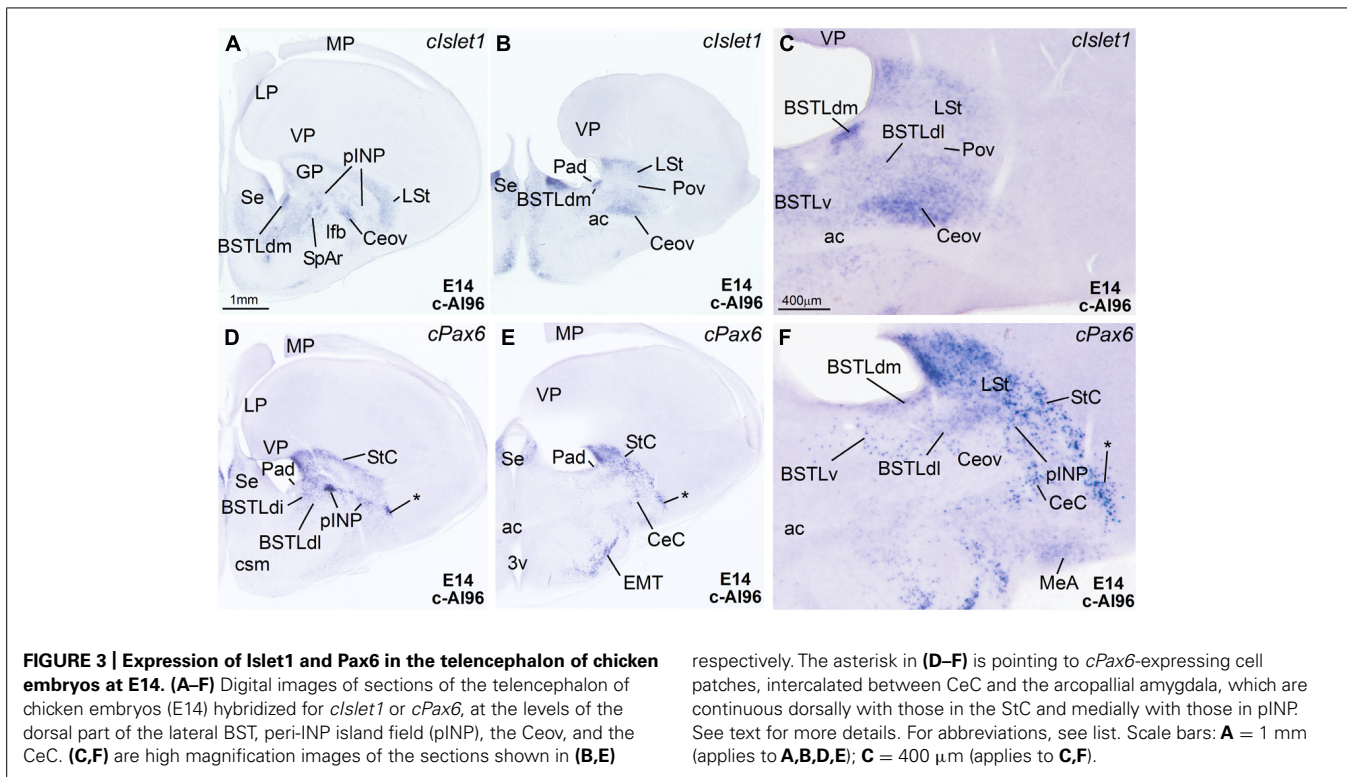 A
MP
cIslet1
LP
VP
GP
pINP
Se
LSt
BSTLdm
lfb
Ceov
SpAr
1mm
E14
c-AI96
B
cIslet1
VP
Pad
LSt
Se
BSTLdm
Pov
ac
Ceov
E14
c-AI96
C
VP
cIslet1
BSTLdm
LSt
BSTLdl
Pov
BSTLv
ac
Ceov
400µm
E14
c-AI96
D
cPax6
MP
LP
VP
Pad
StC
Se
*
BSTLdi
pINP
BSTLdl
csm
E14
c-AI96
E
MP
cPax6
VP
StC
Se
Pad
*
ac
CeC
3v
EMT
E14
c-AI96
F
cPax6
BSTLdm
LSt
StC
*
BSTLv
BSTLdl
Ceov
pINP
CeC
ac
MeA
E14
c-AI96
FIGURE 3 | Expression of Islet1 and Pax6 in the telencephalon of chicken
embryos at E14. (A–F) Digital images of sections of the telencephalon of
chicken embryos (E14) hybridized for cIslet1 or cPax6, at the levels of the
dorsal part of the lateral BST, peri-INP island field (pINP), the Ceov, and the
CeC. (C,F) are high magnification images of the sections shown in (B,E)
respectively. The asterisk in (D–F) is pointing to cPax6-expressing cell
patches, intercalated between CeC and the arcopallial amygdala, which are
continuous dorsally with those in the StC and medially with those in pINP.
See text for more details. For abbreviations, see list. Scale bars: A = 1 mm
(applies to A,B,D,E); C = 400 µm (applies to C,F).